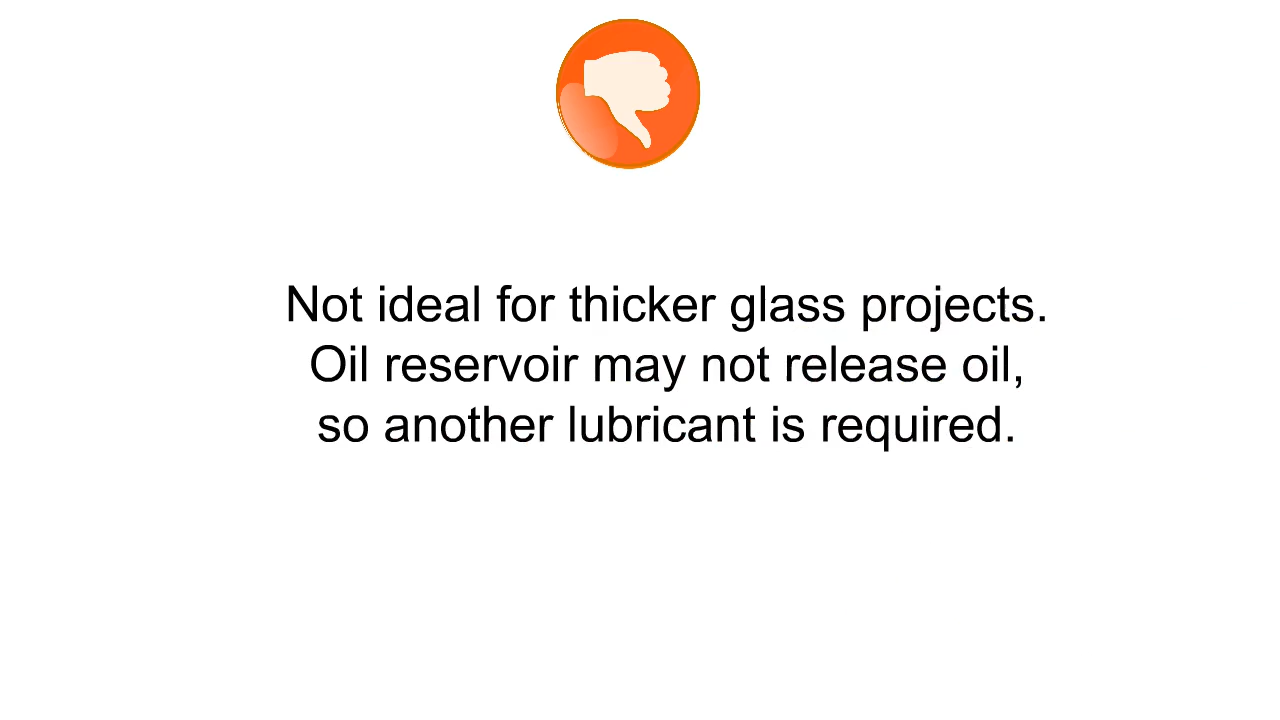 Not ideal for thicker glass projects.
Oil reservoir may not release oil,
so another lubricant is required.